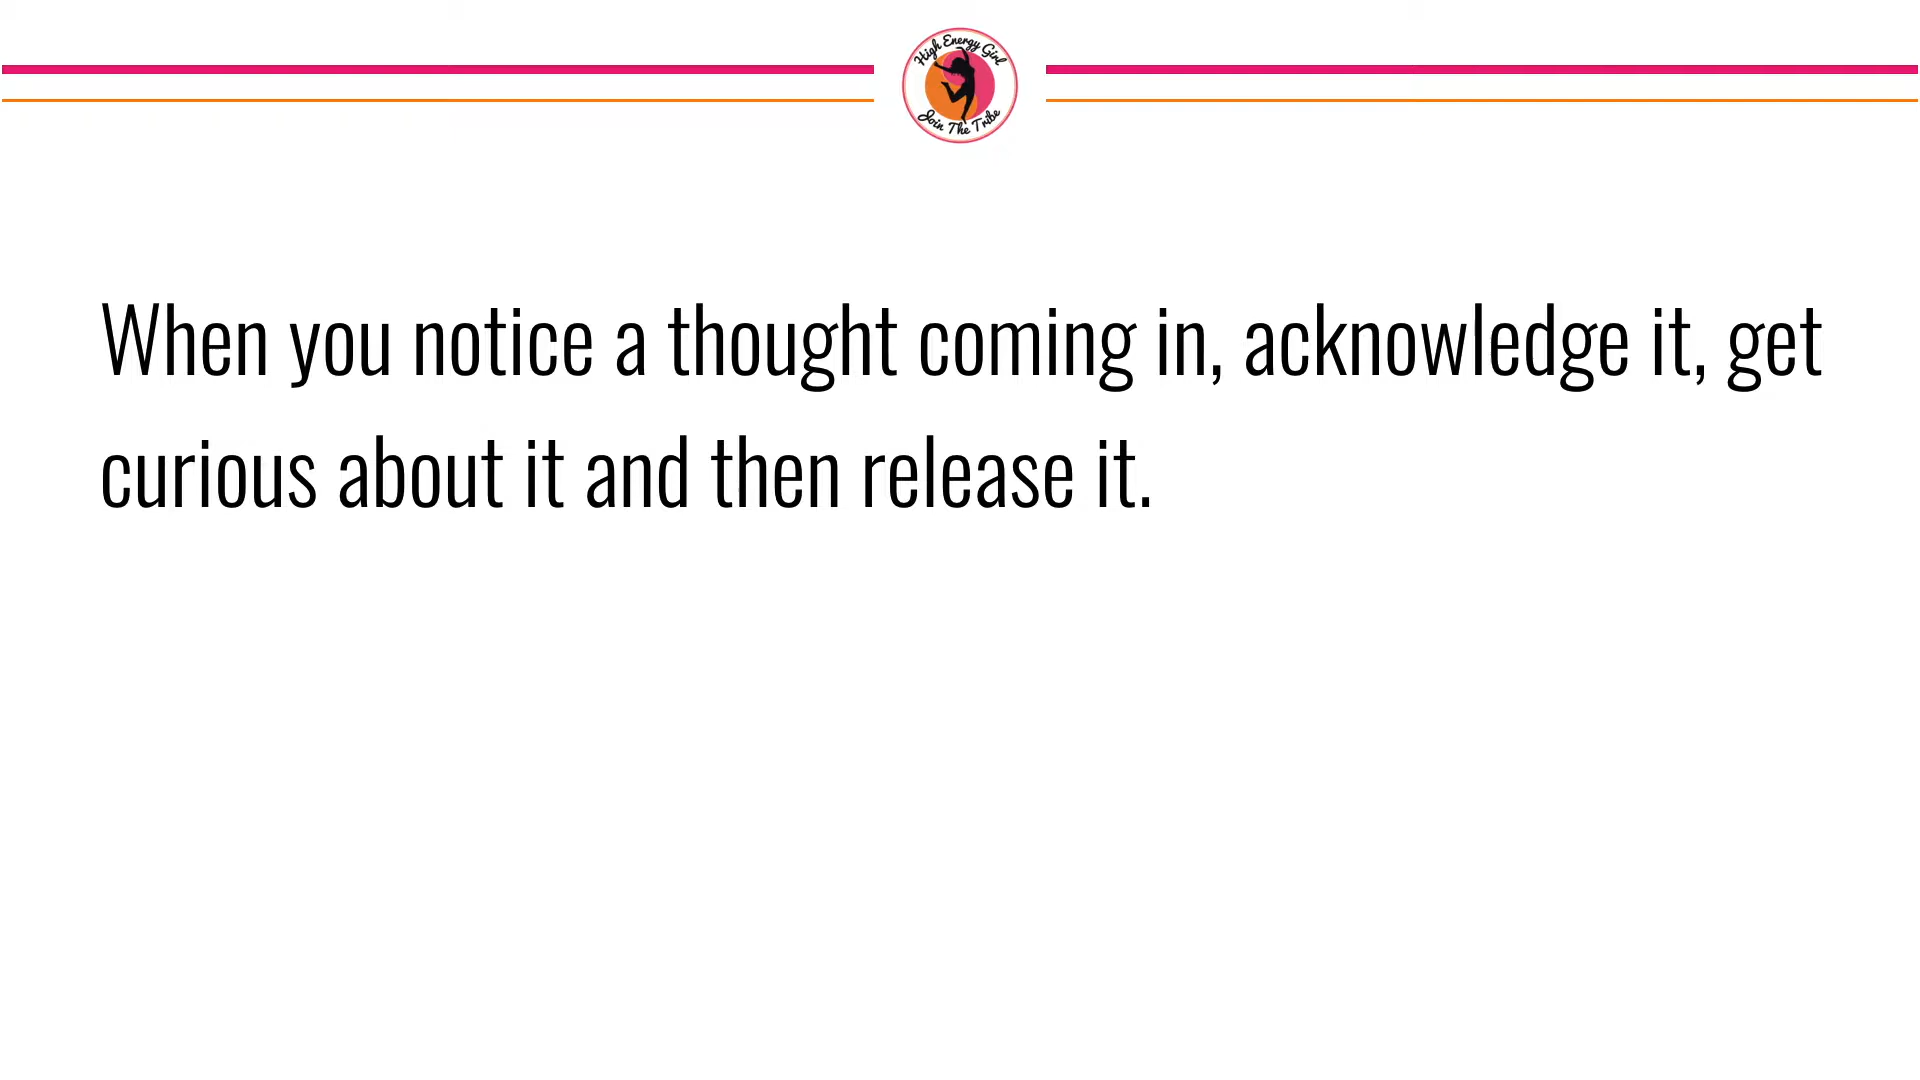 High Energy Girl
Join The Tribe
When you notice a thought coming in, acknowledge it, get
curious about it and then release it.